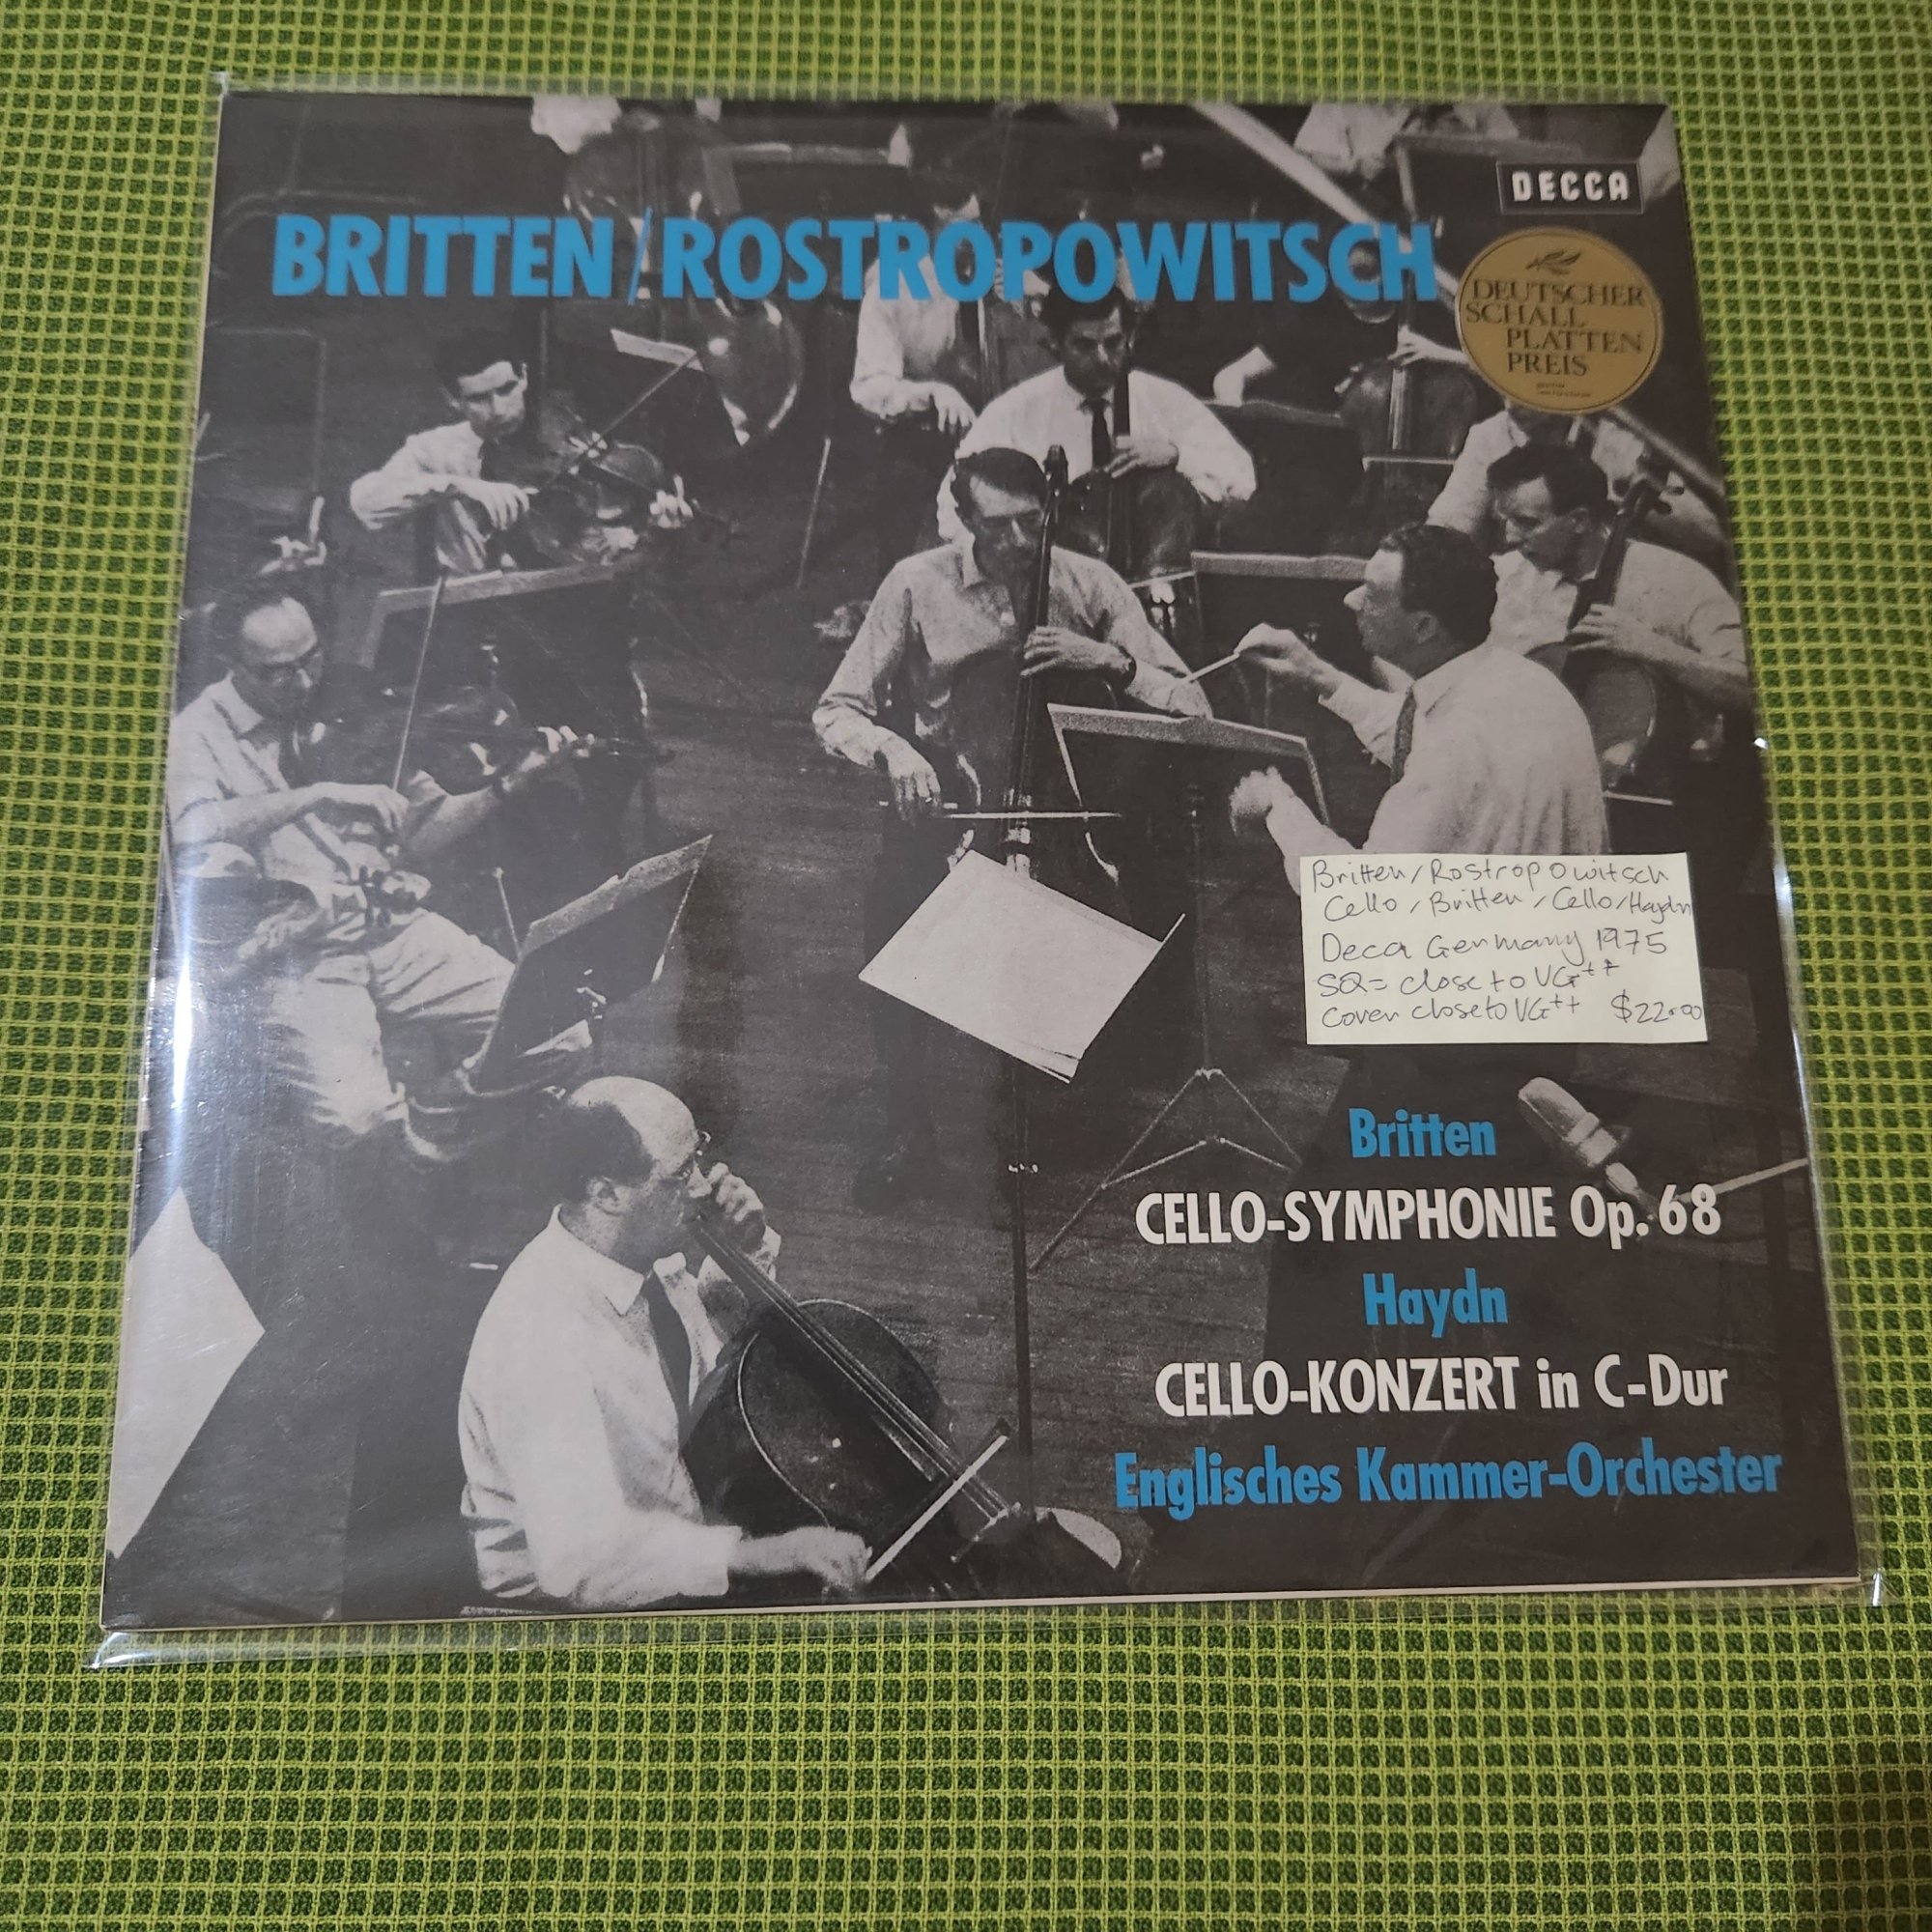 DECCA
BRITTEN/ROSTROPOWITSCH
DEUTSCHER
SCHALL
PLATTEN
PREIS
Britten/Rostropowitsch
Cello, Britten, Cello/Haydn
Deca Germany 1975
SQ= close to VG++
Cover close to VG++ $22.00
Britten
CELLO-SYMPHONIE Op. 68
Haydn
CELLO-KONZERT in C-Dur
Englisches Kammer-Orchester